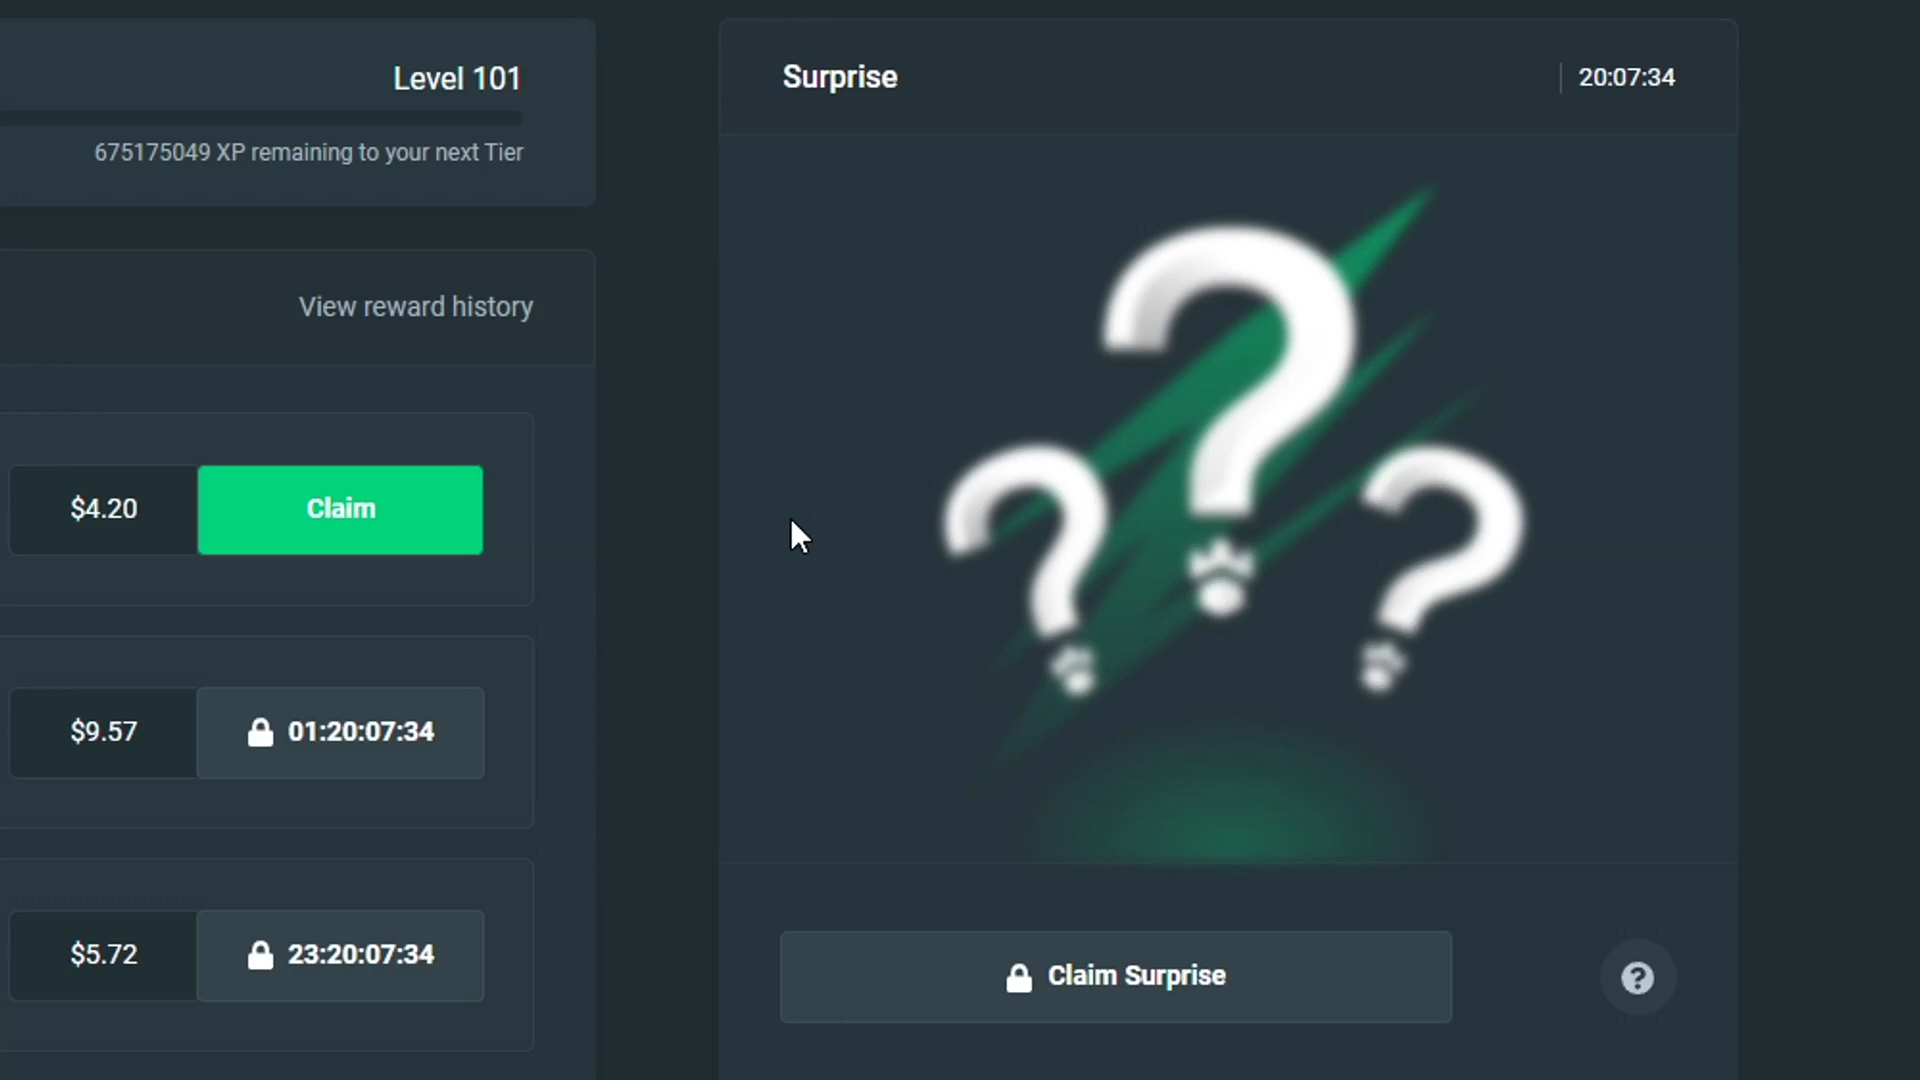 Level 101
675175049 XP remaining to your next Tier
View reward history
$4.20 Claim
$9.57 01:20:07:34
$5.72 23:20:07:34
Surprise 20:07:34
? ? ?
Claim Surprise ?